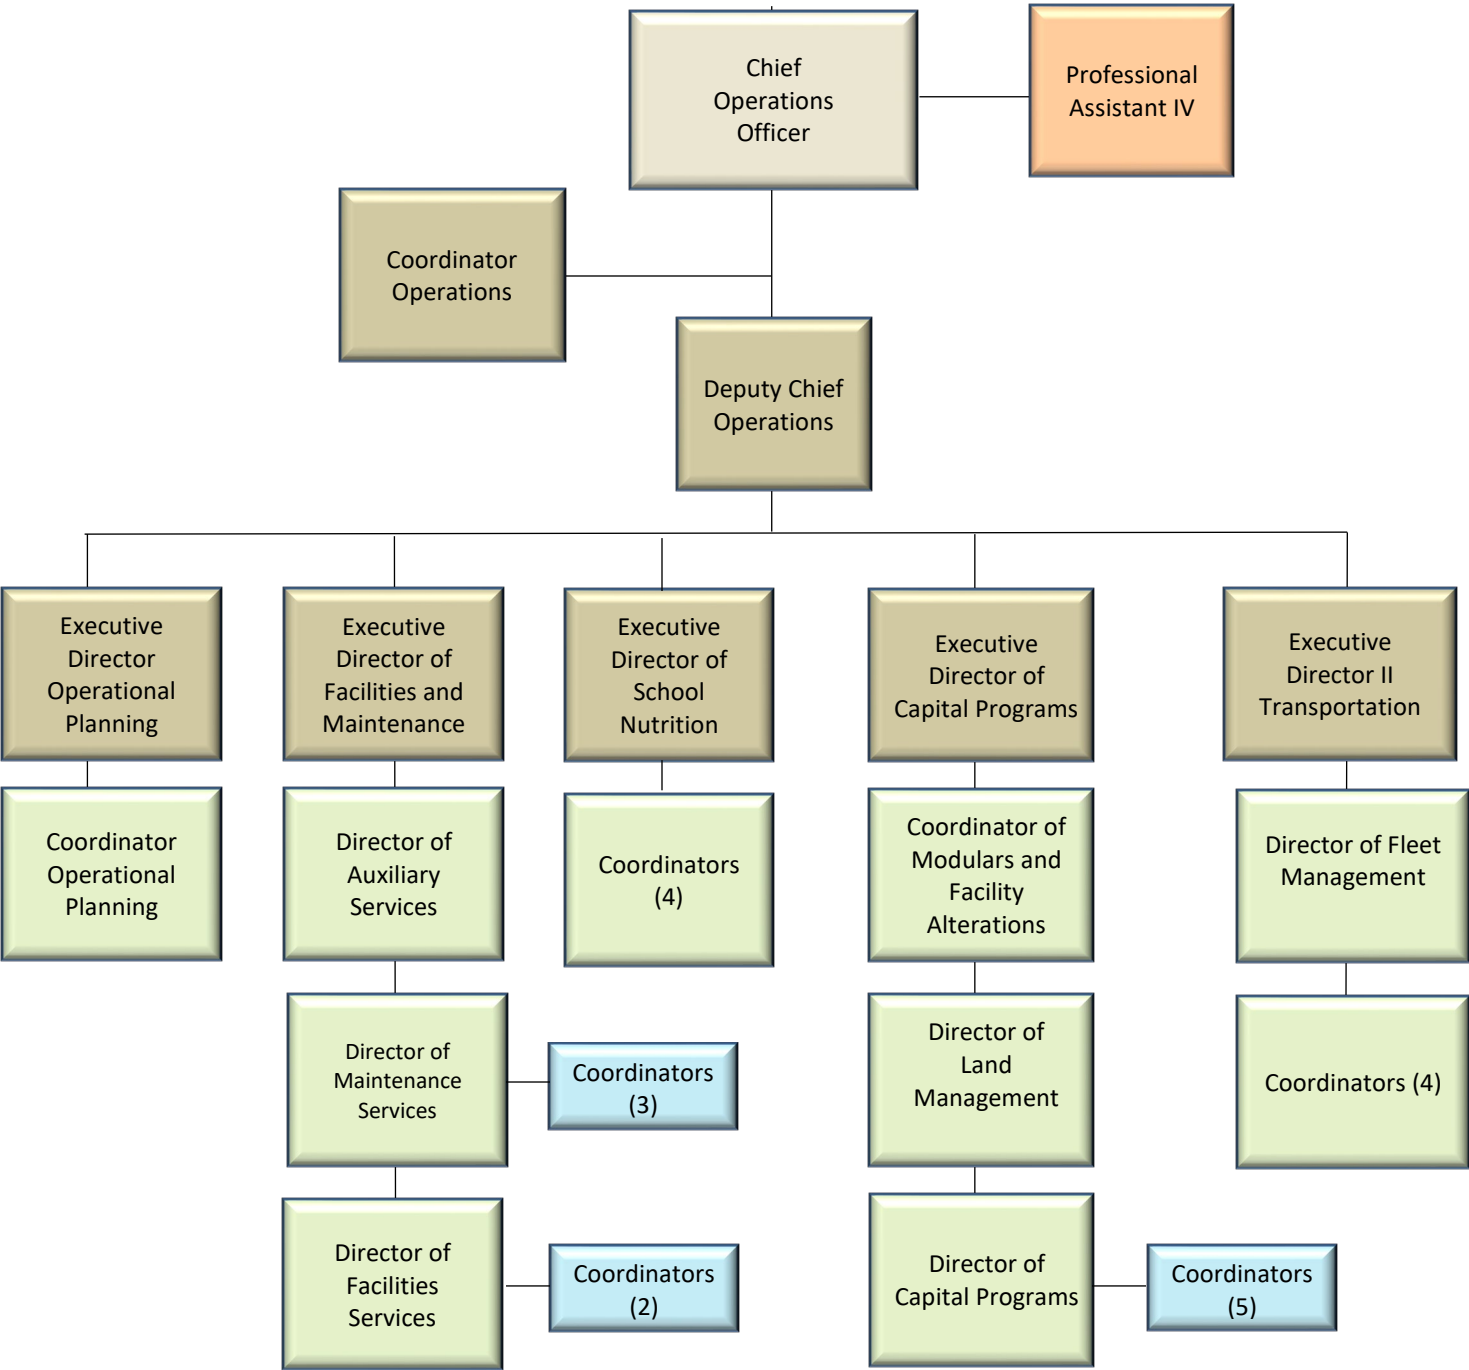 Chief
Operations
Officer
Professional
Assistant IV
Coordinator
Operations
Deputy Chief
Operations
Executive
Director
Operational
Planning
Executive
Director of
Facilities and
Maintenance
Executive
Director of
School
Nutrition
Executive
Director of
Capital Programs
Executive
Director II
Transportation
Coordinator
Operational
Planning
Director of
Auxiliary
Services
Coordinators
(4)
Coordinator of
Modulars and
Facility
Alterations
Director of Fleet
Management
Director of
Maintenance
Services
Coordinators
(3)
Director of
Land
Management
Coordinators (4)
Director of
Facilities
Services
Coordinators
(2)
Director of
Capital Programs
Coordinators
(5)